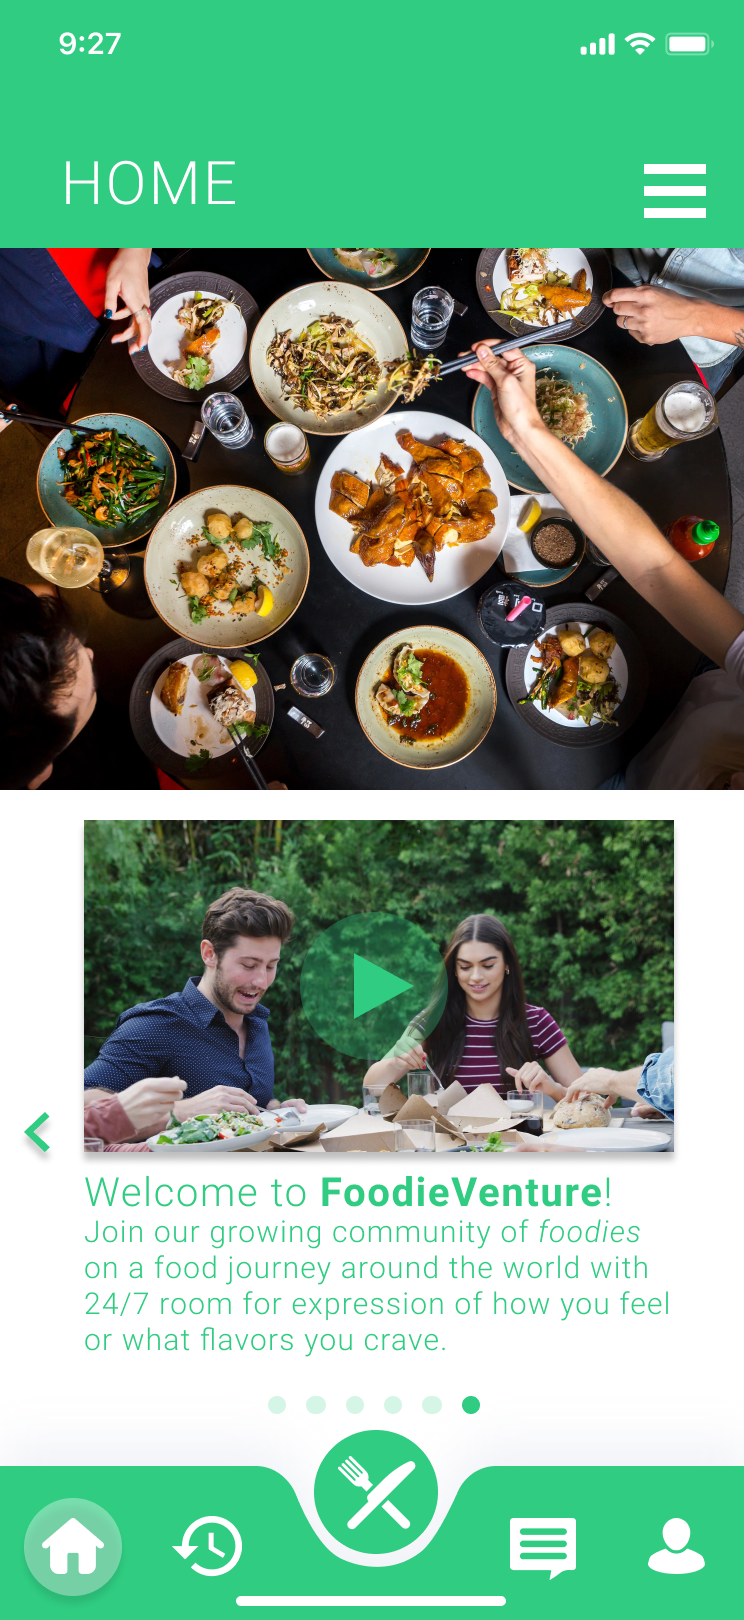 9:27
HOME
Welcome to FoodieVenture!
Join our growing community of foodies
on a food journey around the world with
24/7 room for expression of how you feel
or what flavors you crave.